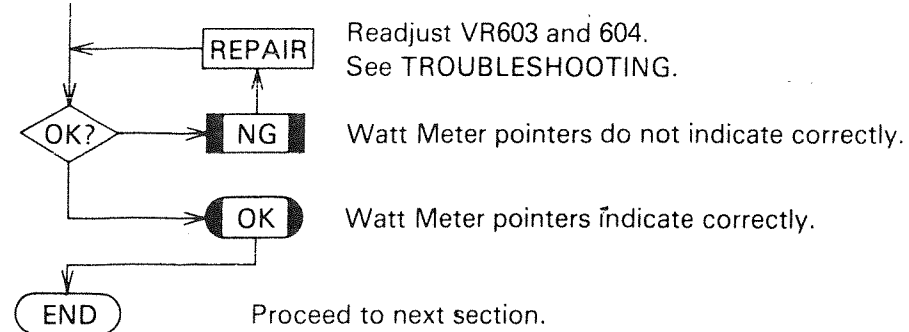 REPAIR
Readjust VR603 and 604.
See TROUBLESHOOTING.
OK?
NG
Watt Meter pointers do not indicate correctly.
OK
Watt Meter pointers indicate correctly.
END
Proceed to next section.